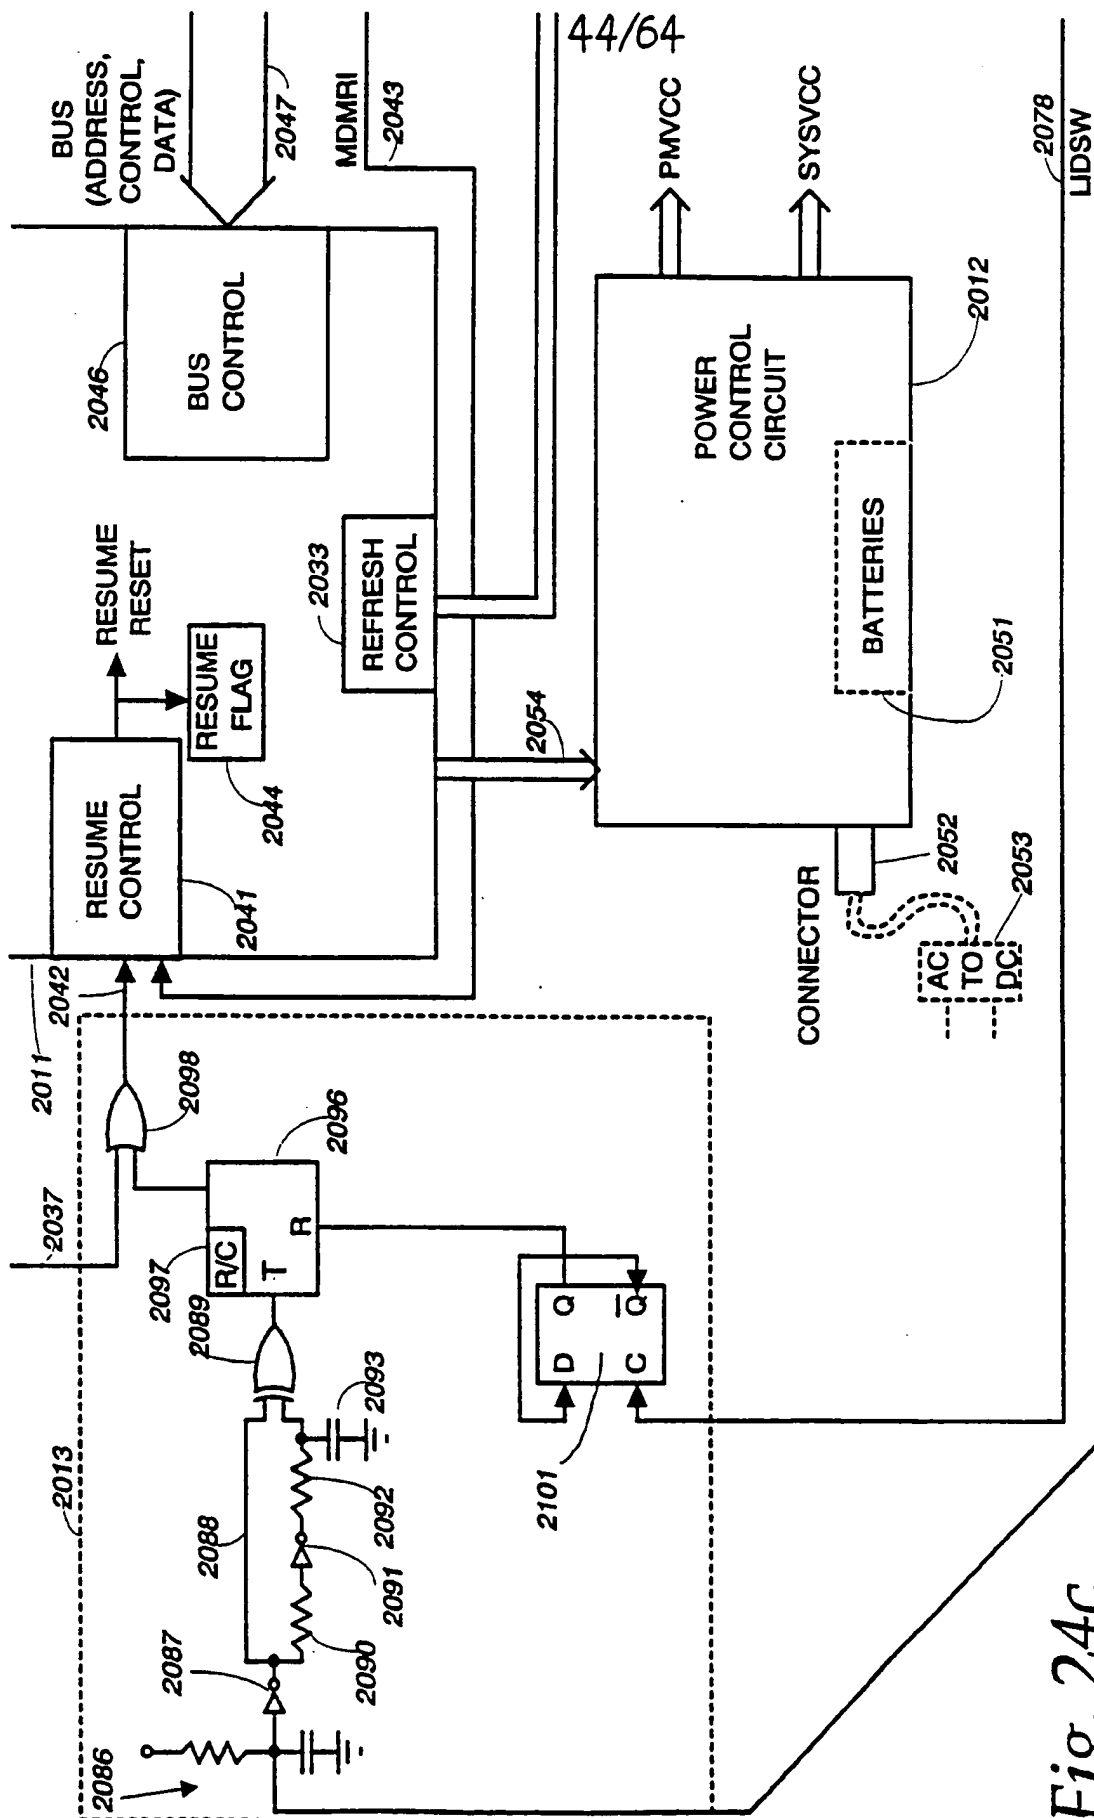 44/64
BUS
(ADDRESS,
CONTROL,
DATA)
2047
MDMRI
2043
2046
BUS
CONTROL
RESUME
RESET
RESUME
CONTROL
2041
RESUME
FLAG
2044
2033
REFRESH
CONTROL
2054
PMVCC
SYSVCC
POWER
CONTROL
CIRCUIT
2012
BATTERIES
2051
CONNECTOR
2052
AC
TO
DC
2053
2078
LIDSW
2011
2042
2037
2098
2096
2097
R/C
T
R
2089
2013
2088
2093
2092
2091
2090
2087
2086
D
Q
C
Q
2101
Fig. 24c